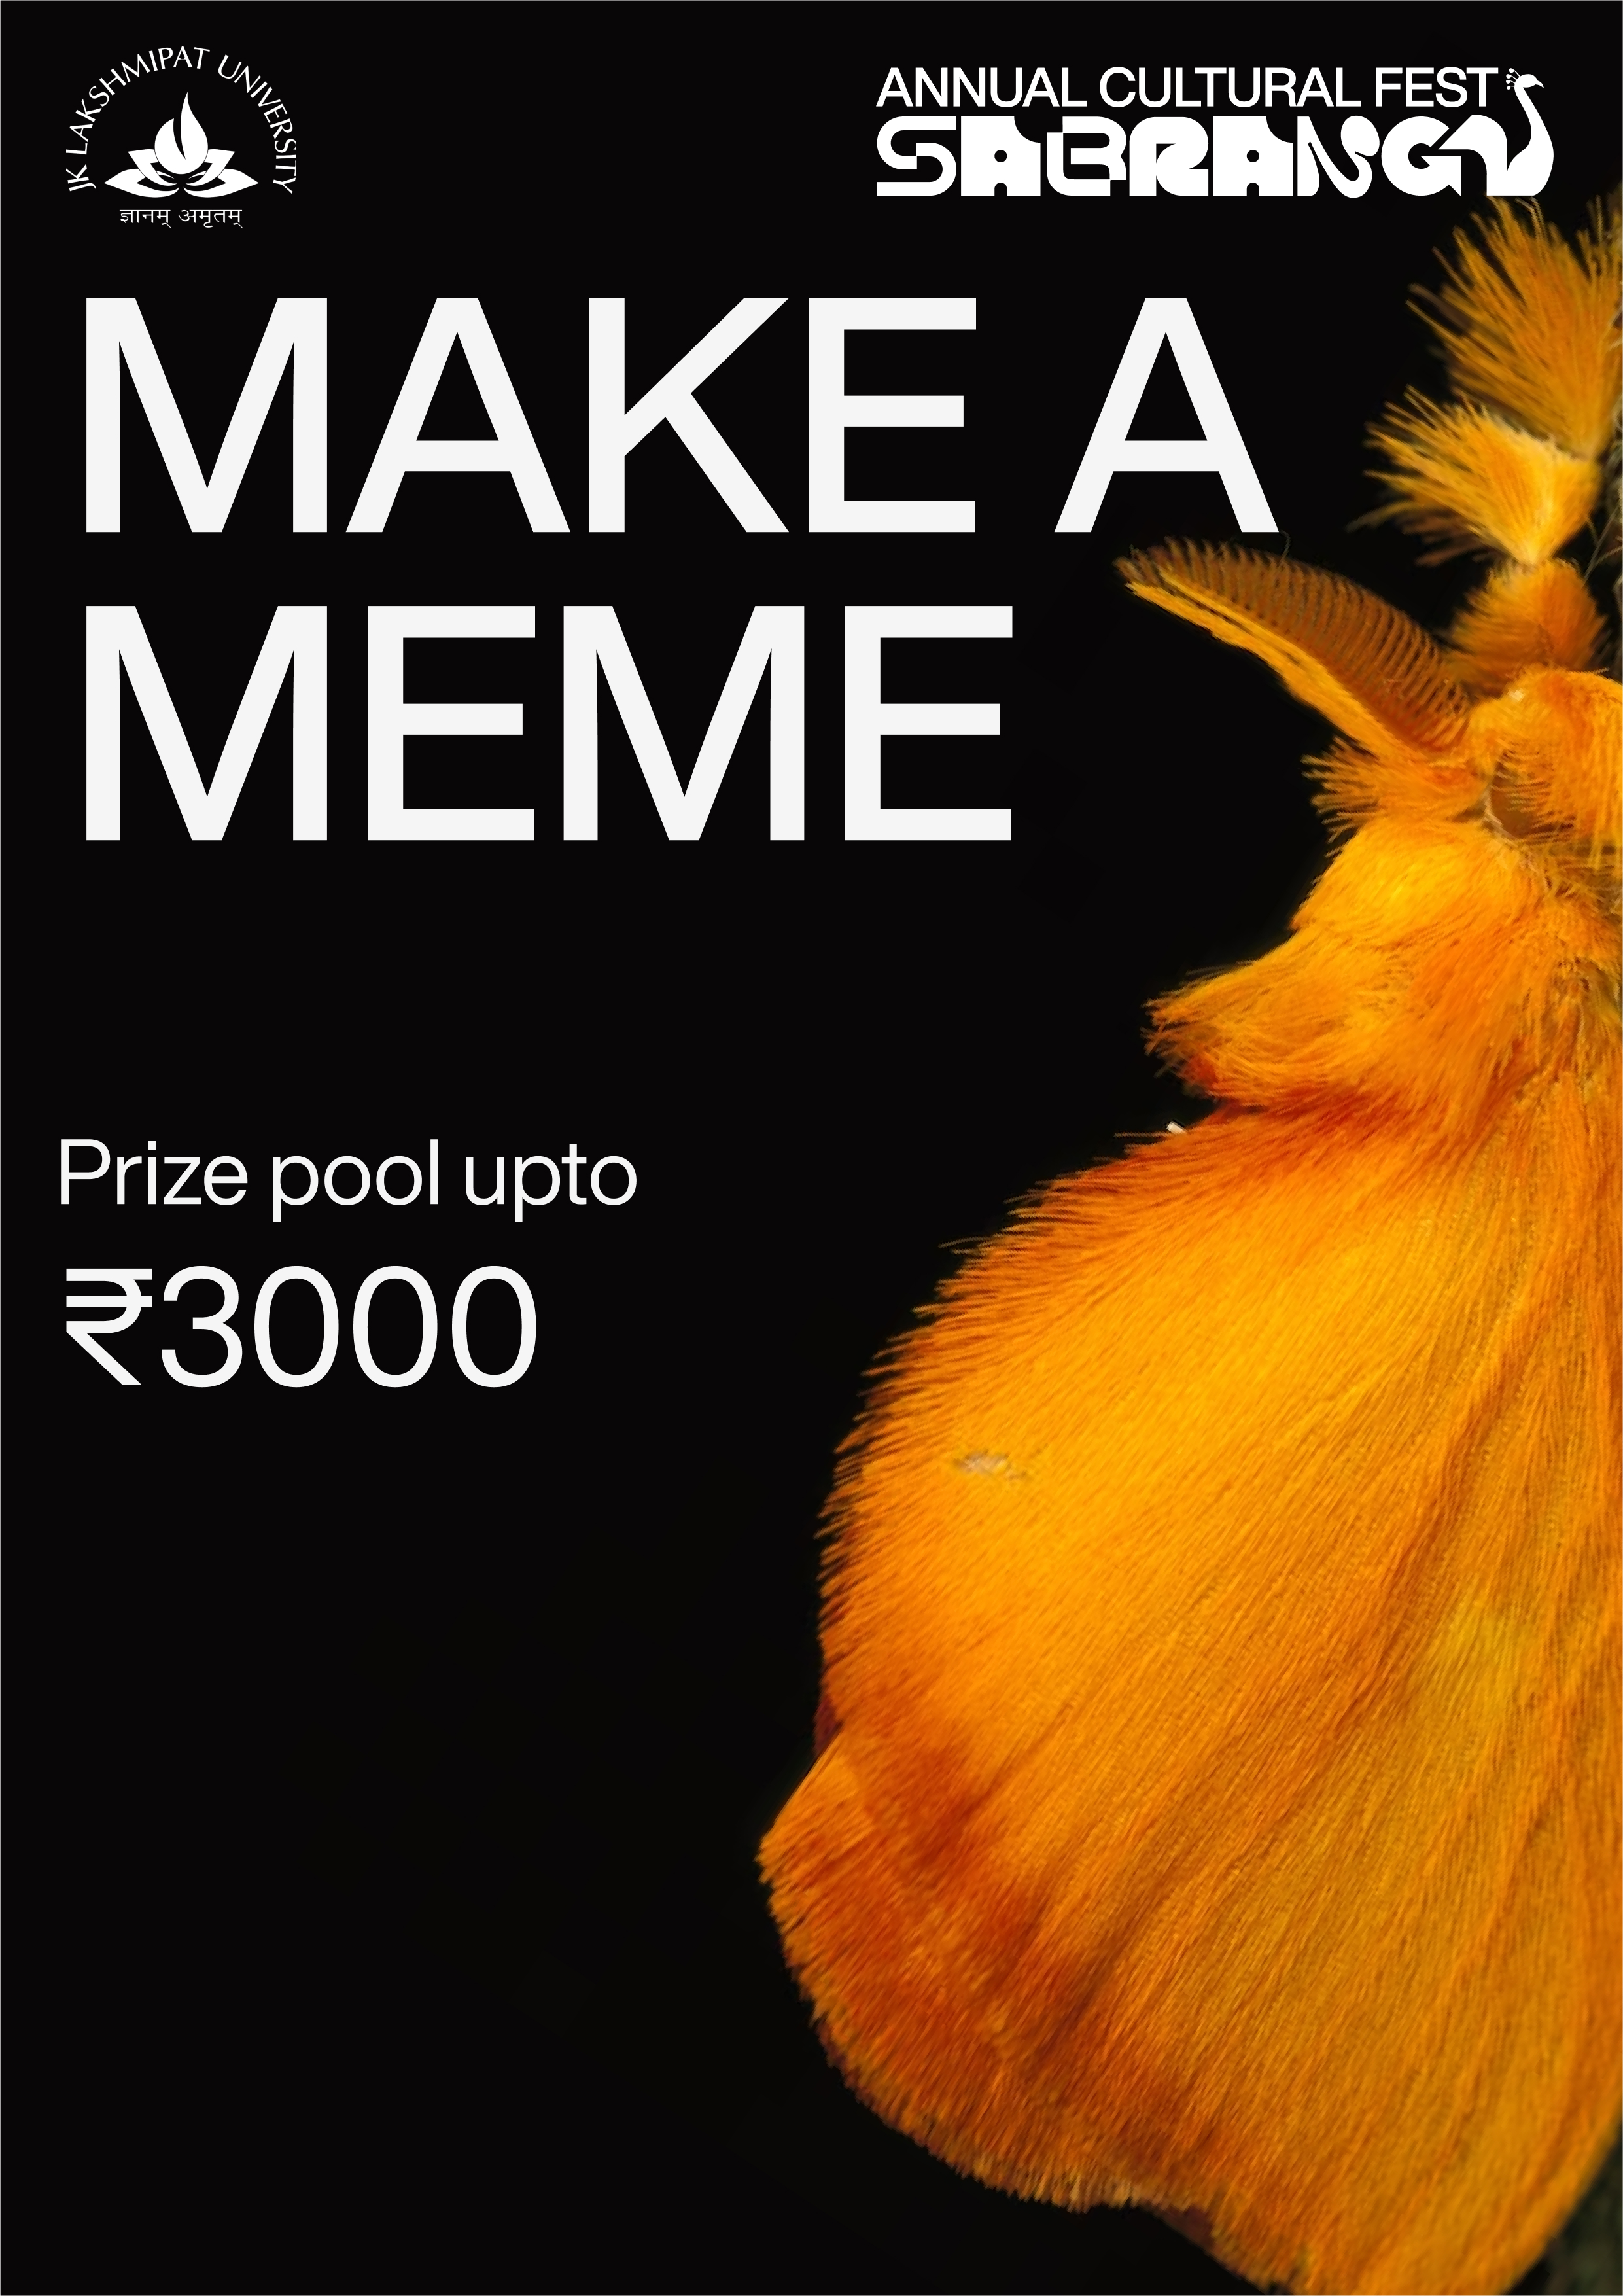 JK LAKSHMIPAT UNIVERSITY
ज्ञानम् अमृतम्
ANNUAL CULTURAL FEST
SABRANG
MAKE A
MEME
Prize pool upto
₹3000